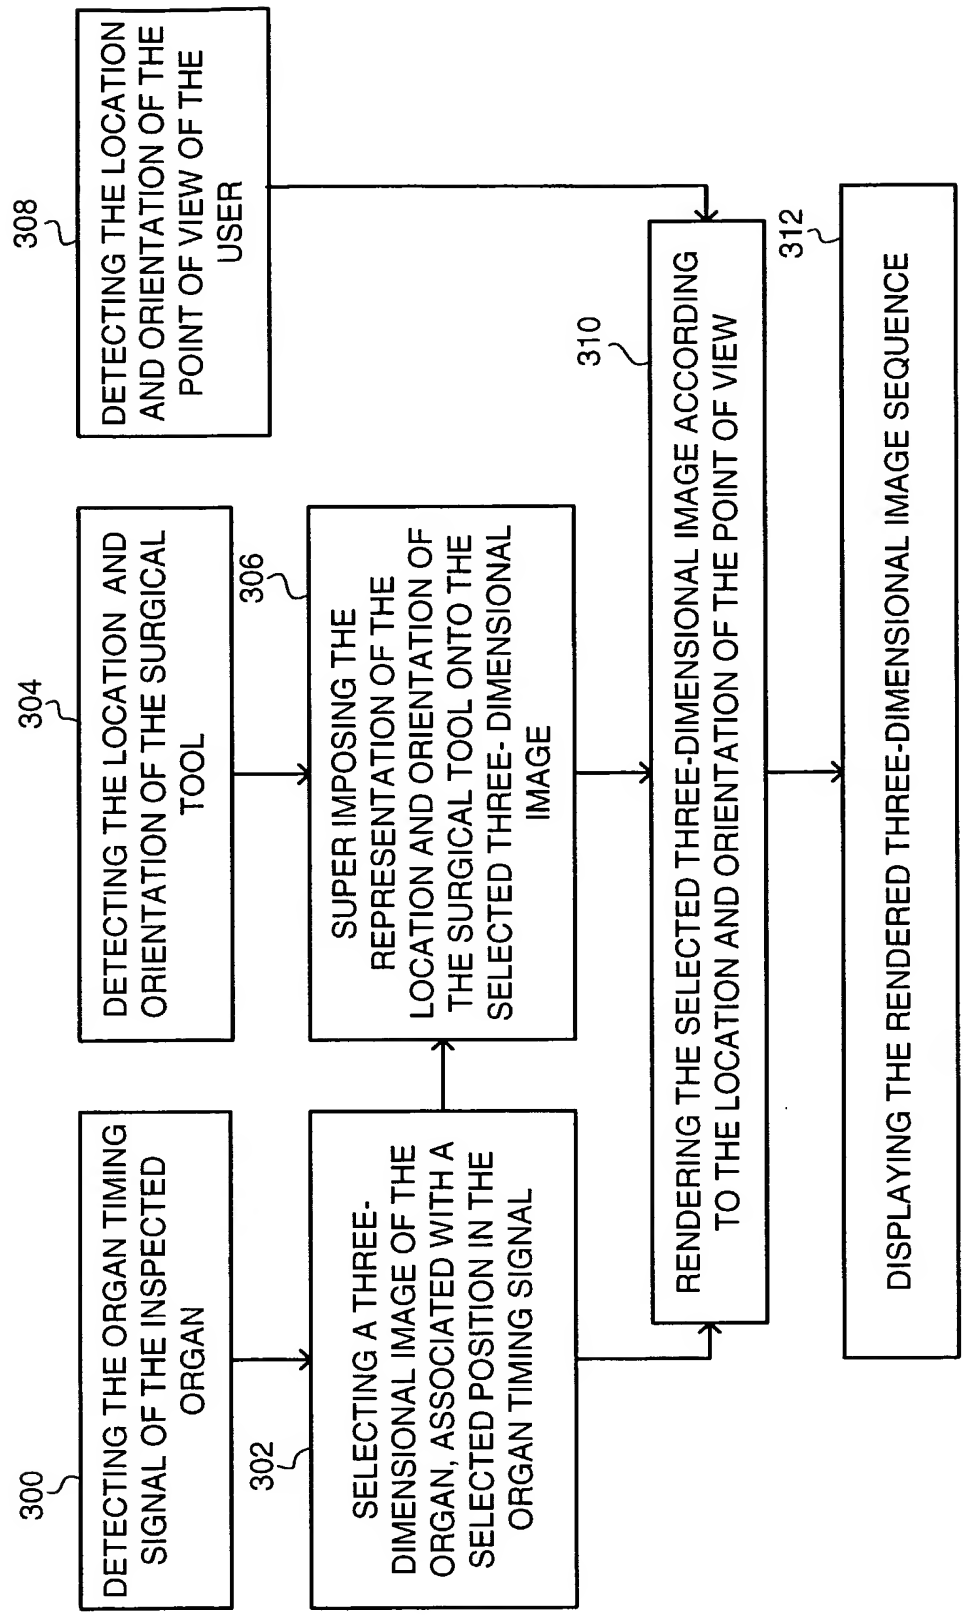 300
DETECTING THE ORGAN TIMING
SIGNAL OF THE INSPECTED
ORGAN
304
DETECTING THE LOCATION AND
ORIENTATION OF THE SURGICAL
TOOL
308
DETECTING THE LOCATION
AND ORIENTATION OF THE
POINT OF VIEW OF THE
USER
302
SELECTING A THREE-
DIMENSIONAL IMAGE OF THE
ORGAN, ASSOCIATED WITH A
SELECTED POSITION IN THE
ORGAN TIMING SIGNAL
306
SUPER IMPOSING THE
REPRESENTATION OF THE
LOCATION AND ORIENTATION OF
THE SURGICAL TOOL ONTO THE
SELECTED THREE- DIMENSIONAL
IMAGE
310
RENDERING THE SELECTED THREE-DIMENSIONAL IMAGE ACCORDING
TO THE LOCATION AND ORIENTATION OF THE POINT OF VIEW
312
DISPLAYING THE RENDERED THREE-DIMENSIONAL IMAGE SEQUENCE